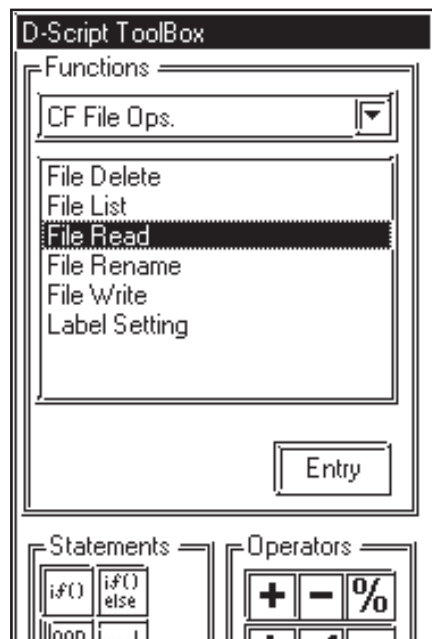 D-Script ToolBox
Functions
CF File Ops.
File Delete
File List
File Read
File Rename
File Write
Label Setting
Entry
Statements
Operators
if()
if()
else
+ - %
loop